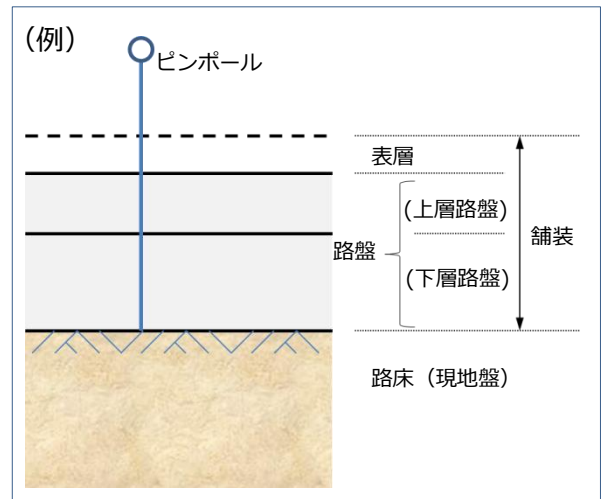 (例)
ピンポール
表層
(上層路盤)
路盤
舗装
(下層路盤)
路床（現地盤）